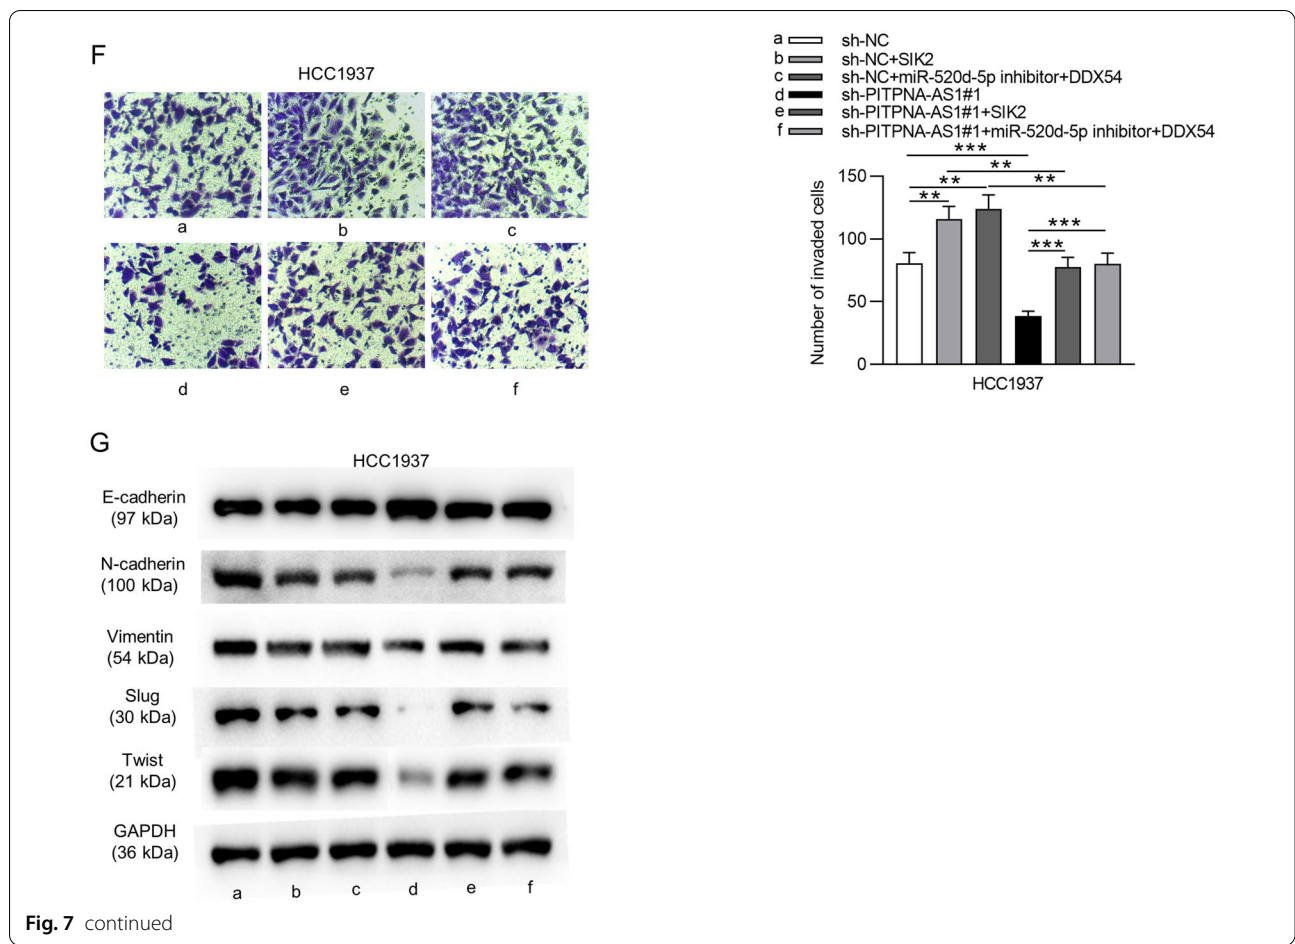 F
HCC1937
a
b
c
d
e
f
a sh-NC
b sh-NC+SIK2
c sh-NC+miR-520d-5p inhibitor+DDX54
d sh-PITPNA-AS1#1
e sh-PITPNA-AS1#1+SIK2
f sh-PITPNA-AS1#1+miR-520d-5p inhibitor+DDX54
***
**
** **
**
***
***
150
100
50
0
Number of invaded cells
HCC1937
G
HCC1937
E-cadherin
(97 kDa)
N-cadherin
(100 kDa)
Vimentin
(54 kDa)
Slug
(30 kDa)
Twist
(21 kDa)
GAPDH
(36 kDa)
a b c d e f
Fig. 7 continued